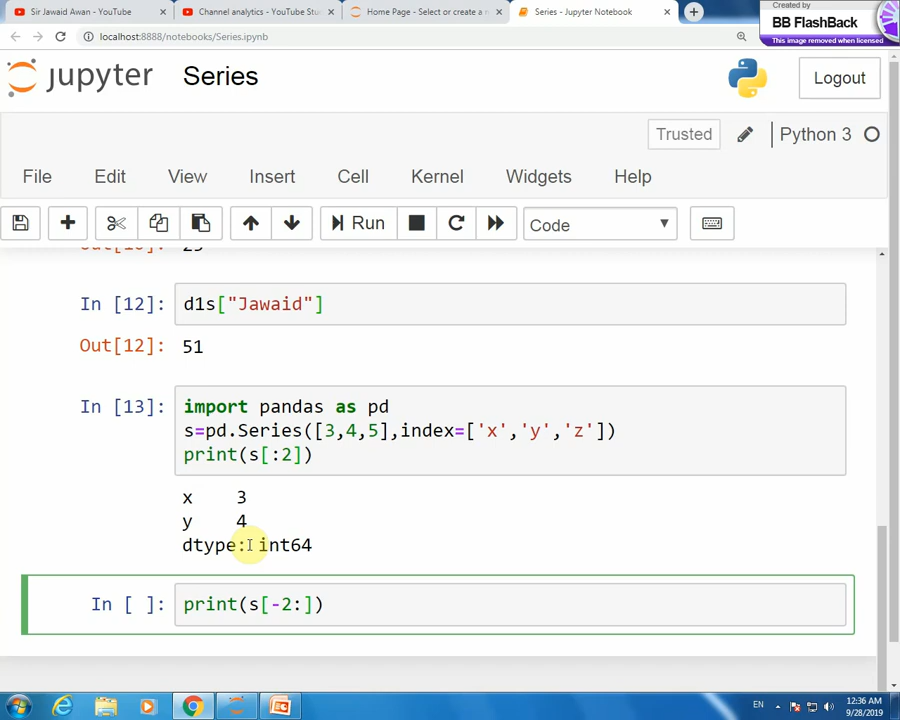 Sir Jawaid Awan - YouTube
Channel analytics - YouTube Stu
Home Page - Select or create a n
Series - Jupyter Notebook
Created by
BB FlashBack
This image removed when licensed
localhost:8888/notebooks/Series.ipynb
jupyter Series
Logout
Trusted
Python 3
File Edit View Insert Cell Kernel Widgets Help
Run
Code
In [12]: d1s["Jawaid"]
Out[12]: 51
In [13]: import pandas as pd
s=pd.Series([3,4,5],index=['x','y','z'])
print(s[:2])
x 3
y 4
dtype: int64
In [ ]: print(s[-2:])
EN
12:36 AM
9/28/2019